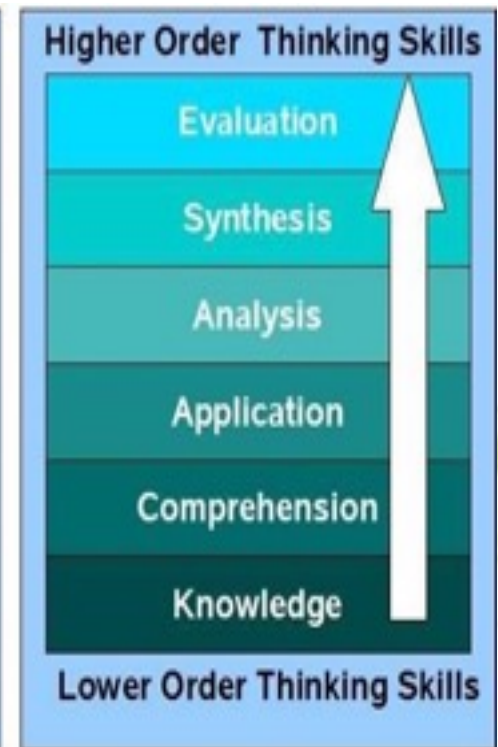 Higher Order Thinking Skills
Evaluation
Synthesis
Analysis
Application
Comprehension
Knowledge
Lower Order Thinking Skills